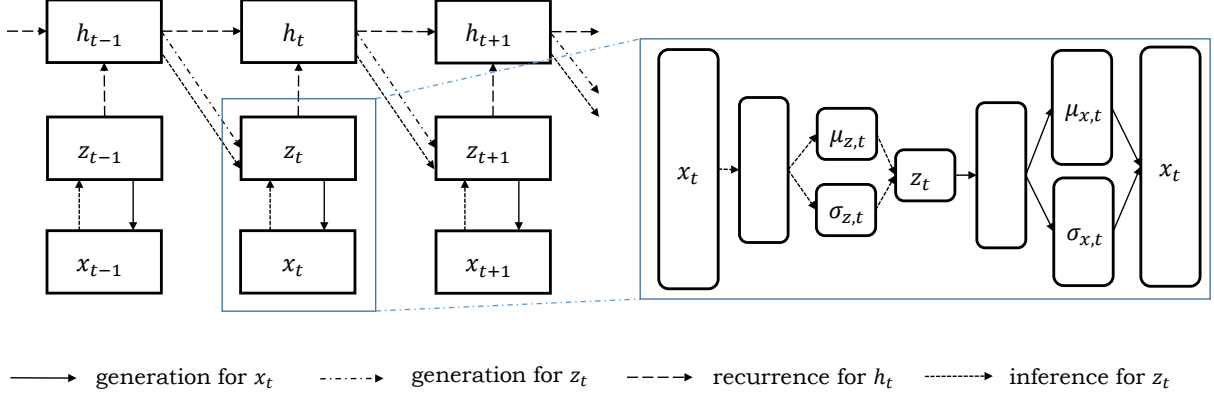 h_{t−1} h_t h_{t+1}
z_{t−1} z_t z_{t+1}
x_{t−1} x_t x_{t+1}
x_t μ_{z,t} σ_{z,t} z_t μ_{x,t} σ_{x,t} x_t
generation for x_t generation for z_t recurrence for h_t inference for z_t